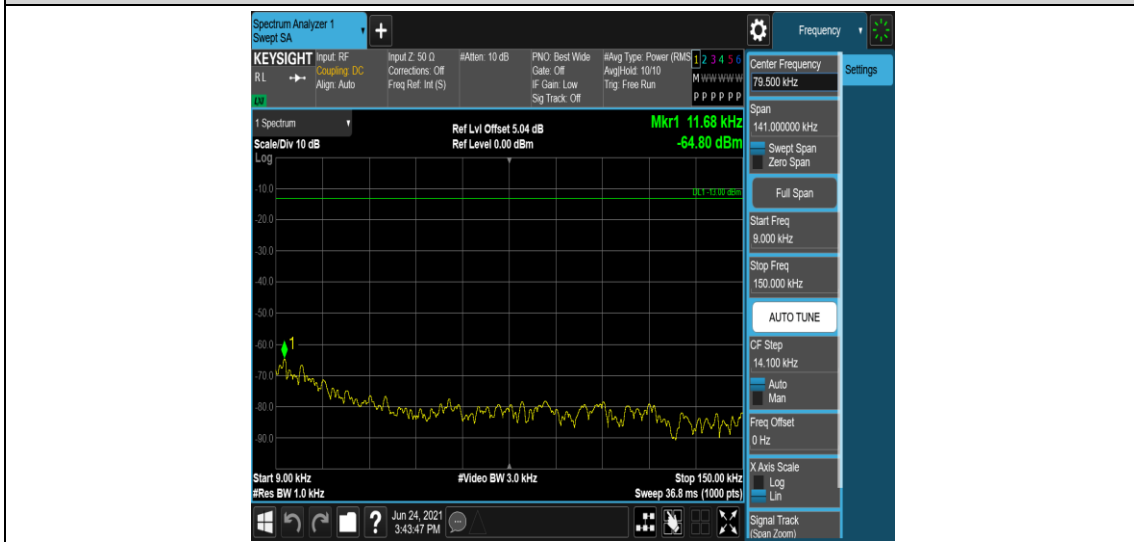 Spectrum Analyzer 1
Swept SA
+
Frequency
KEYSIGHT
RL
Input: RF
Coupling: DC
Align: Auto
Input Z: 50 Ω
Corrections: Off
Freq Ref: Int (S)
#Atten: 10 dB
PNO: Best Wide
Gate: Off
IF Gain: Low
Sig Track: Off
#Avg Type: Power (RMS
Avg|Hold: 10/10
Trig: Free Run
1 2 3 4 5 6
M W W W W W
P P P P P P
1 Spectrum
Scale/Div 10 dB
Ref Lvl Offset 5.04 dB
Ref Level 0.00 dBm
Mkr1 11.68 kHz
-64.80 dBm
Log
DL1 -13.00 dBm
-10.0
-20.0
-30.0
-40.0
-50.0
-60.0
1
-70.0
-80.0
-90.0
Start 9.00 kHz
#Res BW 1.0 kHz
#Video BW 3.0 kHz
Stop 150.00 kHz
Sweep 36.8 ms (1000 pts)
?
Jun 24, 2021
3:43:47 PM
Center Frequency
79.500 kHz
Settings
Span
141.000000 kHz
Swept Span
Zero Span
Full Span
Start Freq
9.000 kHz
Stop Freq
150.000 kHz
AUTO TUNE
CF Step
14.100 kHz
Auto
Man
Freq Offset
0 Hz
X Axis Scale
Log
Lin
Signal Track
(Span Zoom)